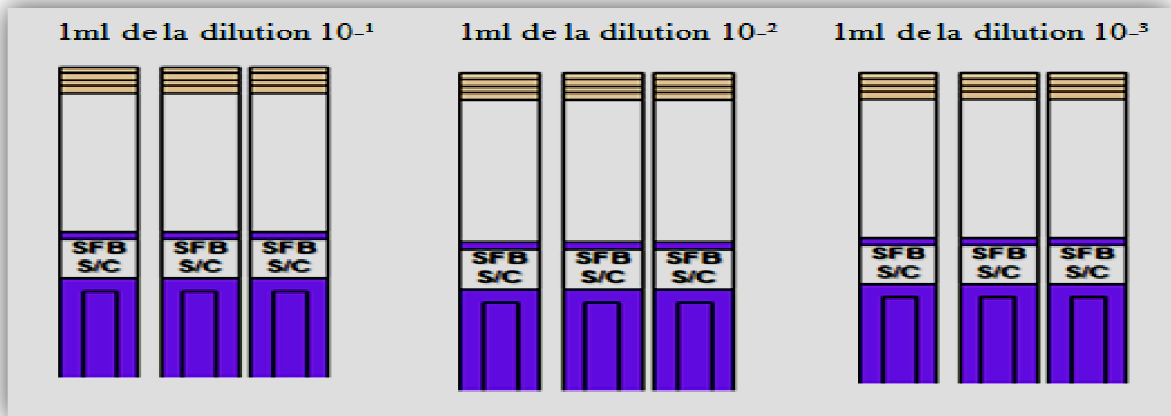 1ml de la dilution 10-¹
1ml de la dilution 10-²
1ml de la dilution 10-³
SFB
S/C
SFB
S/C
SFB
S/C
SFB
S/C
SFB
S/C
SFB
S/C
SFB
S/C
SFB
S/C
SFB
S/C